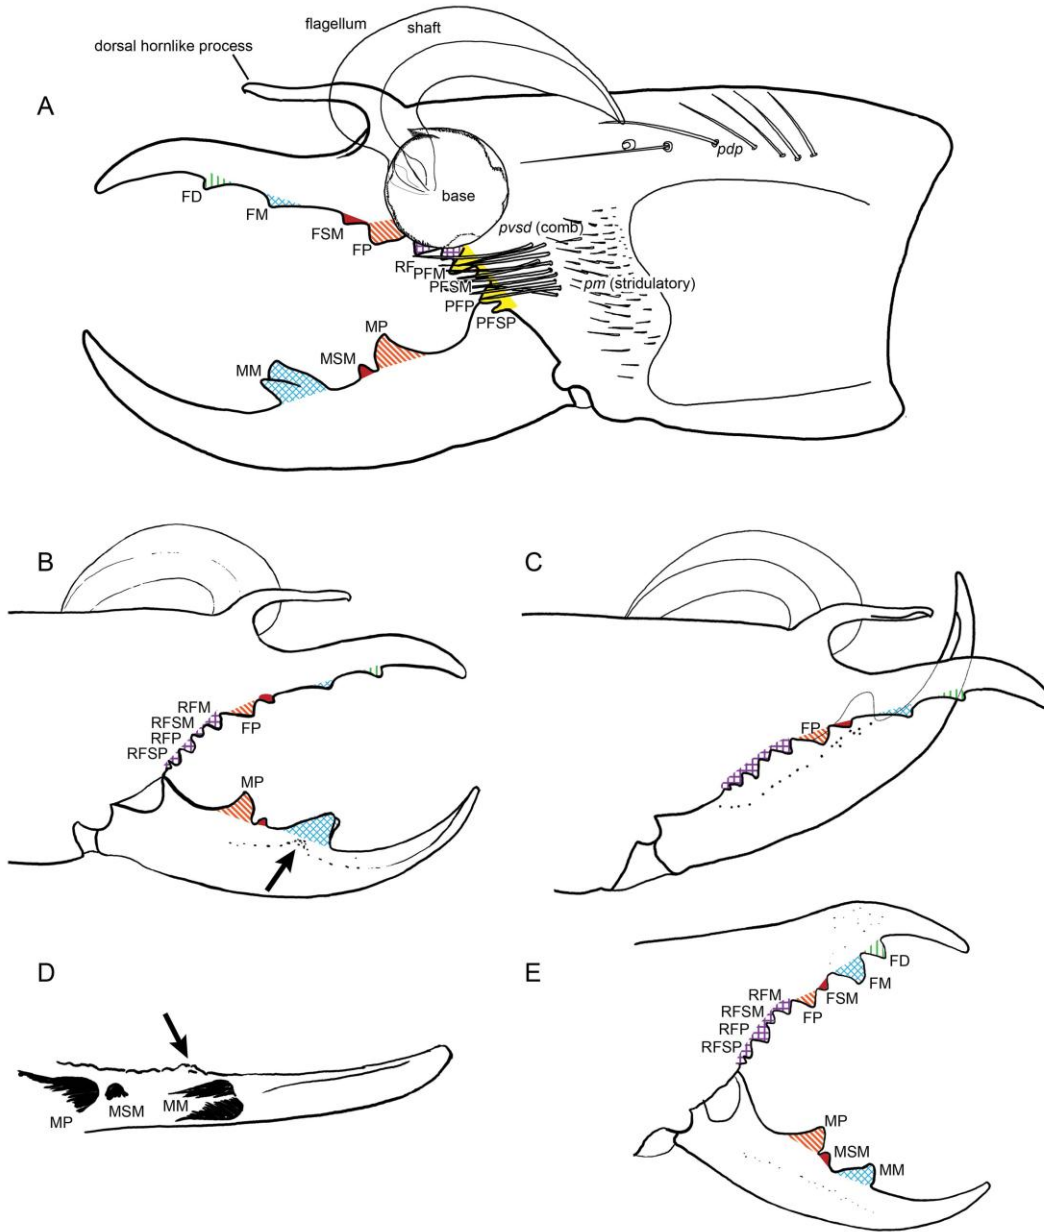 flagellum
shaft
dorsal hornlike process
A
pdp
base
FD
FM
FSM
FP
pvsd (comb)
RF
PFM
PFSM
pm (stridulatory)
PFP
PFSP
MP
MSM
MM
B
C
RFM
RFSM
RFP
RFSP
FP
FP
MP
D
E
FD
FM
FSM
FP
RFM
RFSM
RFP
RFSP
MP
MSM
MM
MP
MSM
MM